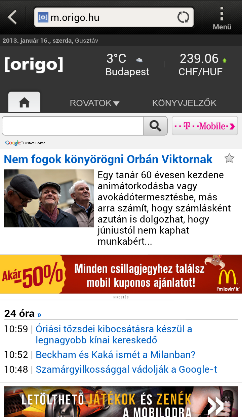 m.origo.hu
Menü
2013. január 16., szerda, Gusztáv
[origo]
3°C
239.06
Budapest
CHF/HUF
ROVATOK
KÖNYVJELZŐK
T··Mobile·
Nem fogok könyörögni Orbán Viktornak
Egy tanár 60 évesen kezdene
animátorkodásba vagy
avokádótermesztésbe, más
arra számít, hogy számlásként
azután is dolgozhat, hogy
júniustól nem kaphat
munkabért...
Akár 50%
Minden csillagjegyhez találsz
mobil kuponos ajánlatot!
i'm lovin' it
24 óra »
10:59 | Óriási tőzsdei kibocsátásra készül a
legnagyobb kínai kereskedő
10:52 | Beckham és Kaká ismét a Milanban?
10:48 | Szamárgyilkossággal vádolják a Google-t
LETÖLTHETŐ JÁTÉKOK ÉS ZENÉK
A MOBILODRA